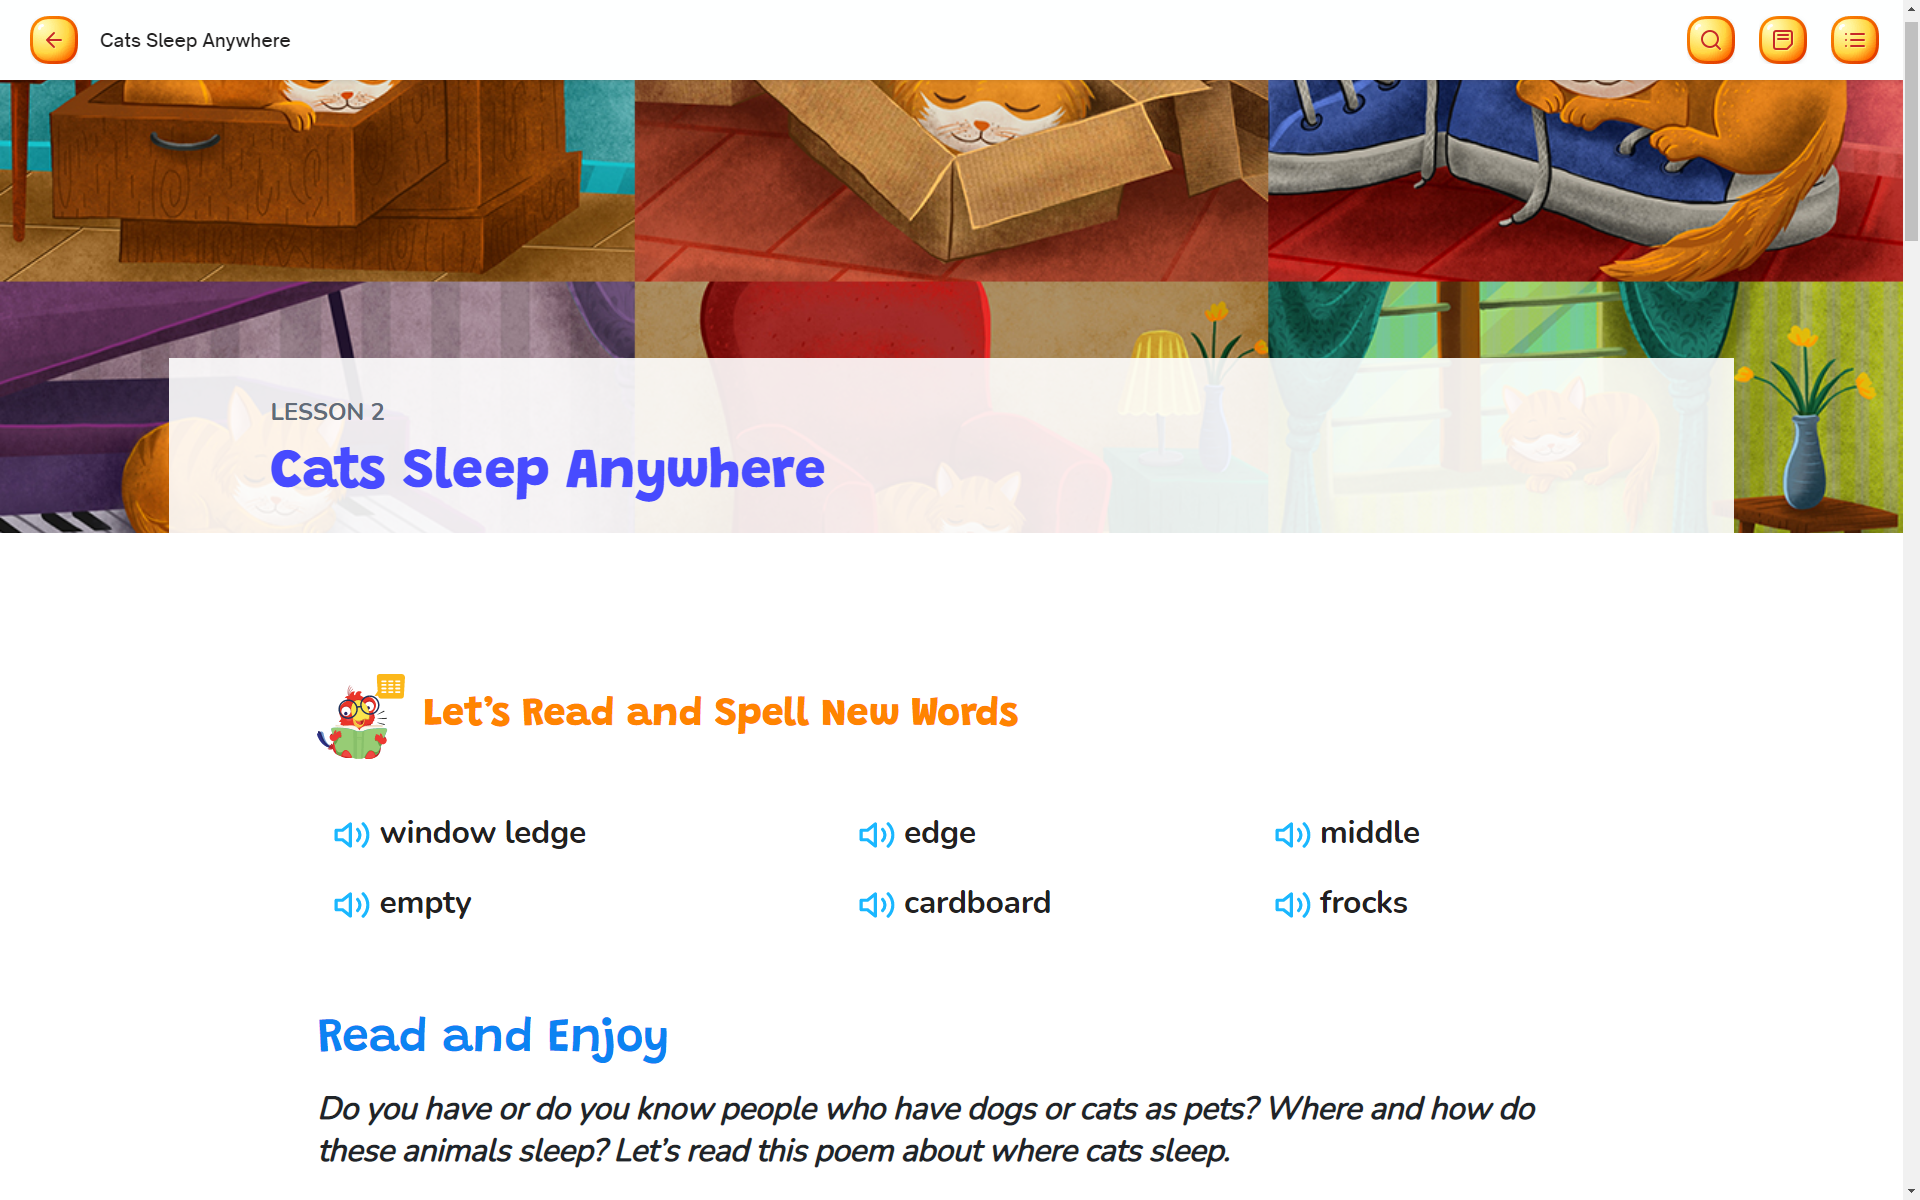 Cats Sleep Anywhere
LESSON 2
Cats Sleep Anywhere
Let’s Read and Spell New Words
window ledge edge middle
empty cardboard frocks
Read and Enjoy
Do you have or do you know people who have dogs or cats as pets? Where and how do
these animals sleep? Let’s read this poem about where cats sleep.